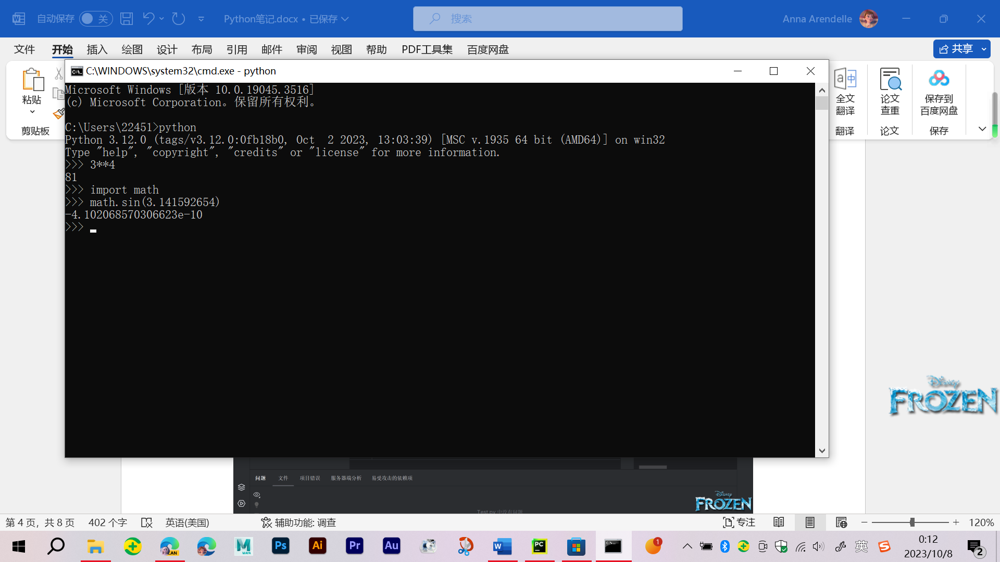 自动保存 关 Python笔记.docx • 已保存 搜索 Anna Arendelle
文件 开始 插入 绘图 设计 布局 引用 邮件 审阅 视图 帮助 PDF工具集 百度网盘 共享
粘贴
剪贴板
全文
翻译
翻译
论文
查重
论文
保存到
百度网盘
保存
C:\WINDOWS\system32\cmd.exe - python
Microsoft Windows [版本 10.0.19045.3516]
(c) Microsoft Corporation。保留所有权利。
C:\Users\22451>python
Python 3.12.0 (tags/v3.12.0:0fb18b0, Oct  2 2023, 13:03:39) [MSC v.1935 64 bit (AMD64)] on win32
Type "help", "copyright", "credits" or "license" for more information.
>>> 3**4
81
>>> import math
>>> math.sin(3.141592654)
-4.102068570306623e-10
>>>
Disney
FROZEN
问题 文件 项目错误 服务器端分析 易受攻击的依赖项
Disney
FROZEN
Test.py 中没有问题
第 4 页，共 8 页 402 个字 英语(美国) 辅助功能: 调查 专注 120%
LAN MAYA Ps Ai Pr Au W PC 1 英 S
0:12
2023/10/8
2